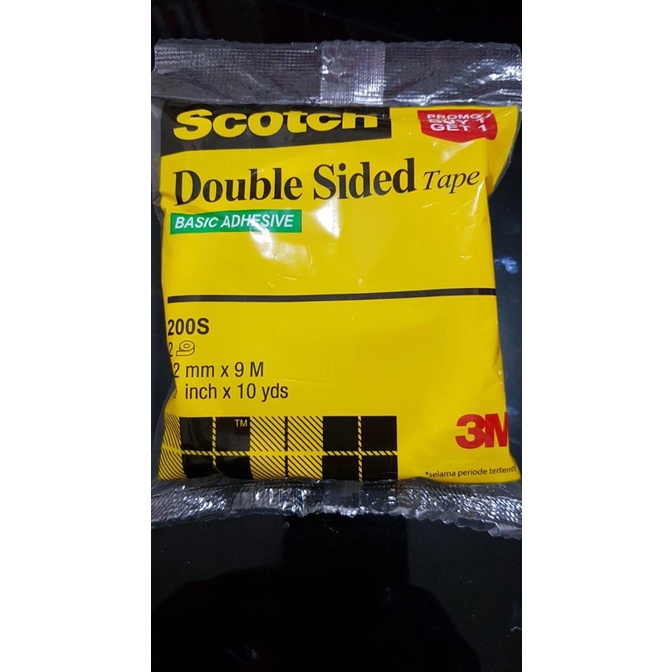 Scotch
PROMO
BUY 1
GET 1
Double Sided Tape
BASIC ADHESIVE
200S
2
2 mm x 9 M
inch x 10 yds
TM
3M
*selama periode